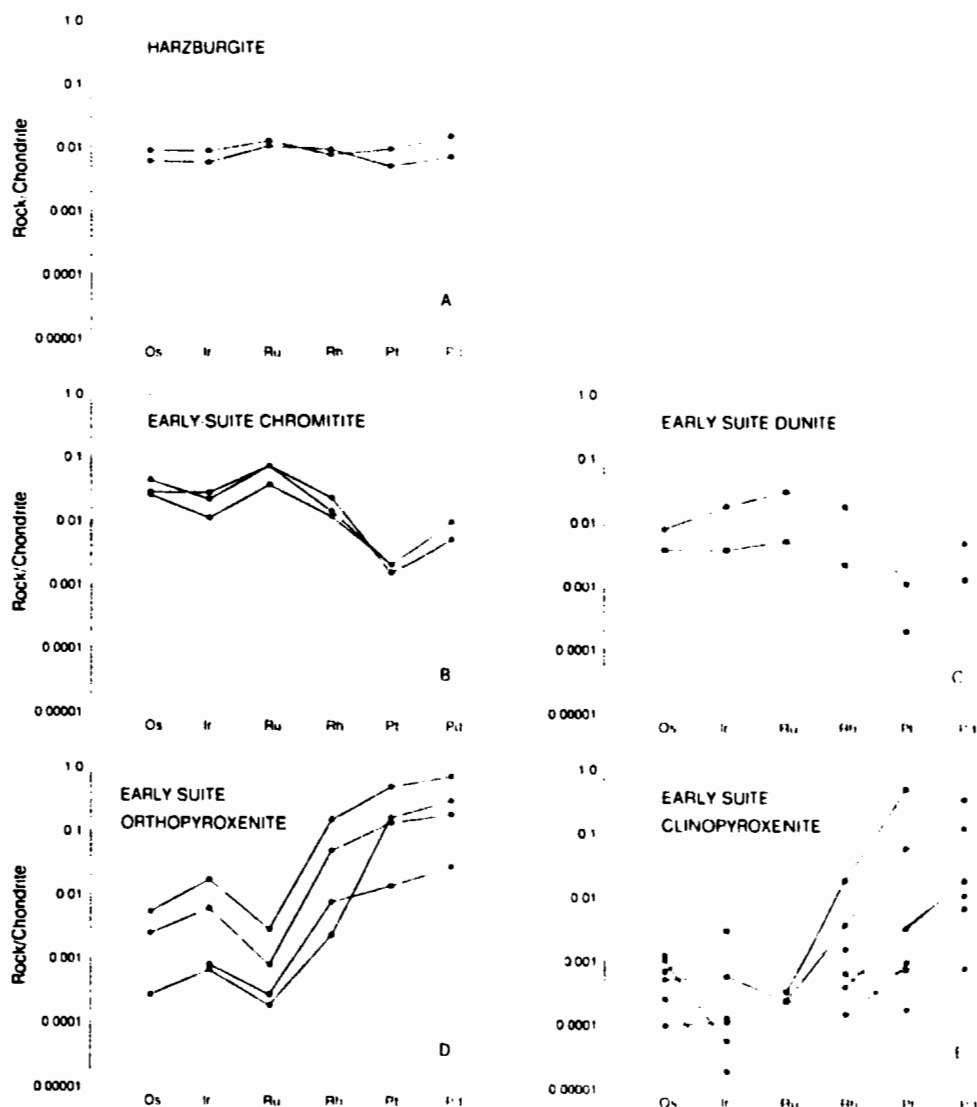 HARZBURGITE
1 0
0 1
0 01
0 001
0 0001
0 00001
Rock/Chondrite
A
Os Ir Ru Rh Pt
EARLY SUITE CHROMITITE
1 0
0 1
0 01
0 001
0 0001
0 00001
Rock/Chondrite
B
Os Ir Ru Rh Pt Pd
EARLY SUITE DUNITE
1 0
0 1
0 01
0 001
0 0001
0 00001
C
Os Ir Ru Rh Pt
EARLY SUITE
ORTHOPYROXENITE
1 0
0 1
0 01
0 001
0 0001
0 00001
Rock/Chondrite
D
Os Ir Ru Rh Pt Pd
EARLY SUITE
CLINOPYROXENITE
1 0
0 1
0 01
0 001
0 0001
0 00001
Os Ir Ru Rh Pt